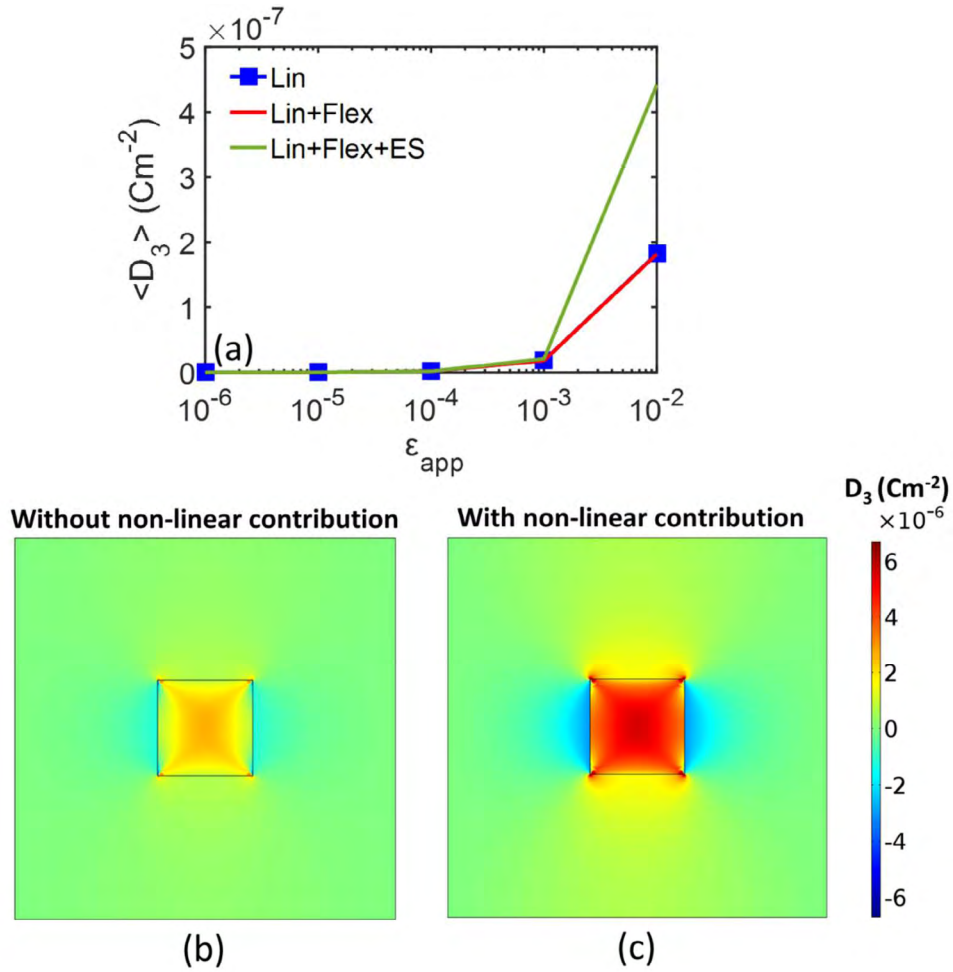 ×10⁻⁷
5
4
3
2
1
0
<D₃> (Cm⁻²)
Lin
Lin+Flex
Lin+Flex+ES
(a)
10⁻⁶ 10⁻⁵ 10⁻⁴ 10⁻³ 10⁻²
εapp
Without non-linear contribution
With non-linear contribution
D₃ (Cm⁻²)
×10⁻⁶
6
4
2
0
-2
-4
-6
(b)
(c)